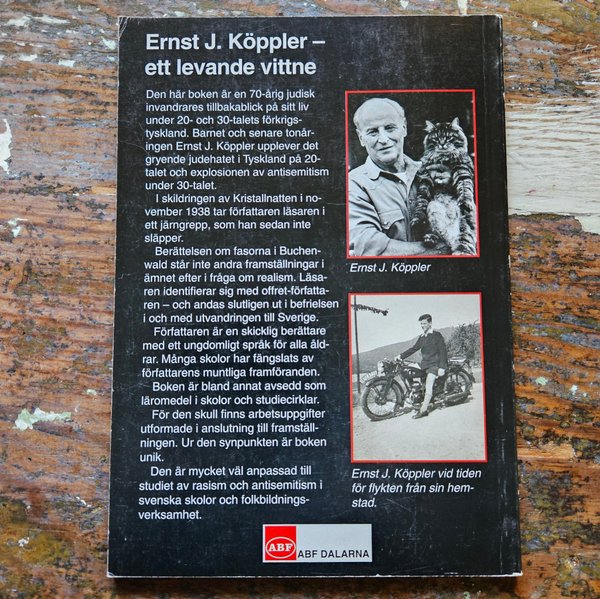 Ernst J. Köppler –
ett levande vittne
Den här boken är en 70-årig judisk
invandrares tillbakablick på sitt liv
under 20- och 30-talets förkrigs-
tyskland. Barnet och senare tonår-
ingen Ernst J. Köppler upplever det
gryende judehatet i Tyskland på 20-
talet och explosionen av antisemitism
under 30-talet.
I skildringen av Kristallnatten i no-
vember 1938 tar författaren läsaren i
ett järngrepp, som han sedan inte
släpper.
Berättelsen om fasorna i Buchen-
wald står inte andra framställningar i
ämnet efter i fråga om realism. Läsa-
ren identifierar sig med offret-författa-
ren – och andas slutligen ut i befrielsen
i och med utvandringen till Sverige.
Författaren är en skicklig berättare
med ett ungdomligt språk för alla åld-
rar. Många skolor har fängslats av
författarens muntliga framföranden.
Boken är bland annat avsedd som
läromedel i skolor och studiecirklar.
För den skull finns arbetsuppgifter
utformade i anslutning till framställ-
ningen. Ur den synpunkten är boken
unik.
Den är mycket väl anpassad till
studiet av rasism och antisemitism i
svenska skolor och folkbildnings-
verksamhet.
Ernst J. Köppler
Ernst J. Köppler vid tiden
för flykten från sin hem-
stad.
ABF
ABF DALARNA